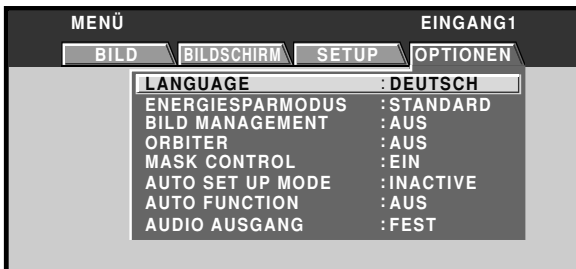 MENÜ EINGANG1
BILD BILDSCHIRM SETUP OPTIONEN
LANGUAGE :DEUTSCH
ENERGIESPARMODUS :STANDARD
BILD MANAGEMENT :AUS
ORBITER :AUS
MASK CONTROL :EIN
AUTO SET UP MODE :INACTIVE
AUTO FUNCTION :AUS
AUDIO AUSGANG :FEST